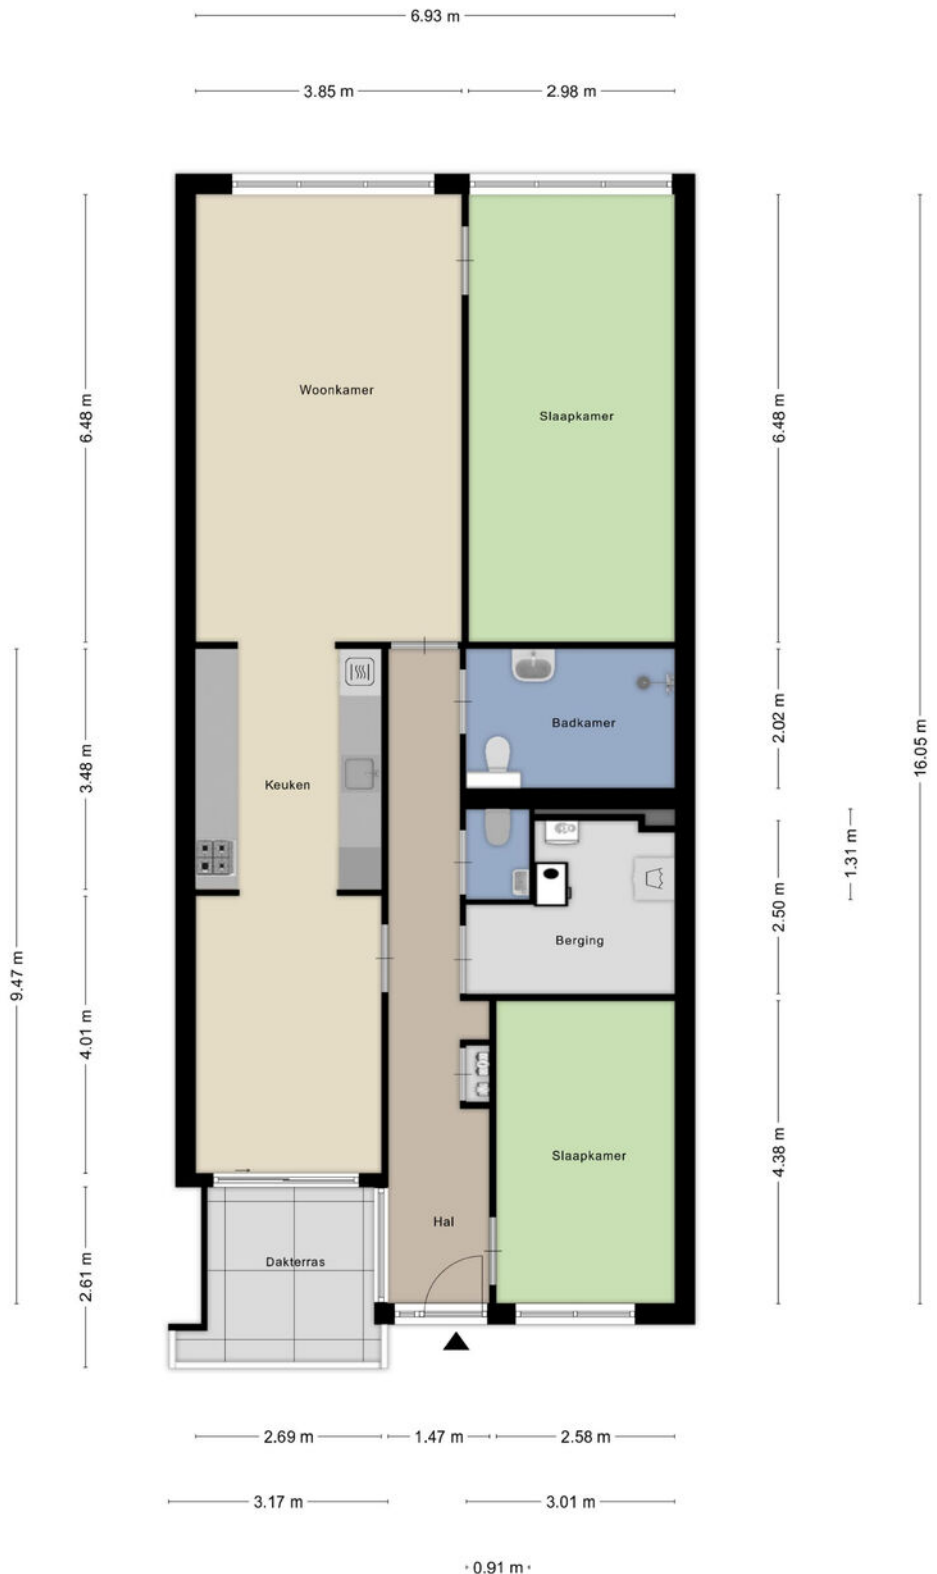 6.93 m
3.85 m
2.98 m
Woonkamer
Slaapkamer
6.48 m
6.48 m
Badkamer
2.02 m
Keuken
3.48 m
16.05 m
1.31 m
2.50 m
Berging
9.47 m
4.01 m
Slaapkamer
4.38 m
Hal
Dakterras
2.61 m
2.69 m
1.47 m
2.58 m
3.17 m
3.01 m
0.91 m